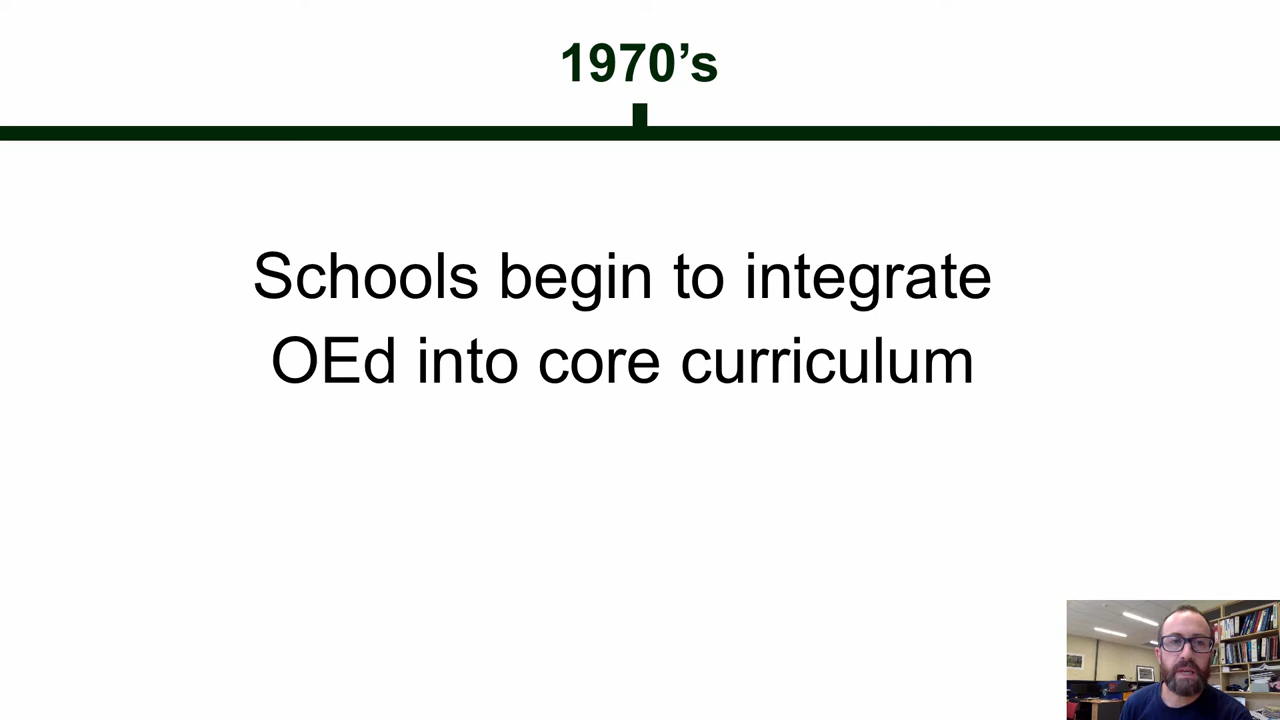 1970’s
Schools begin to integrate
OEd into core curriculum